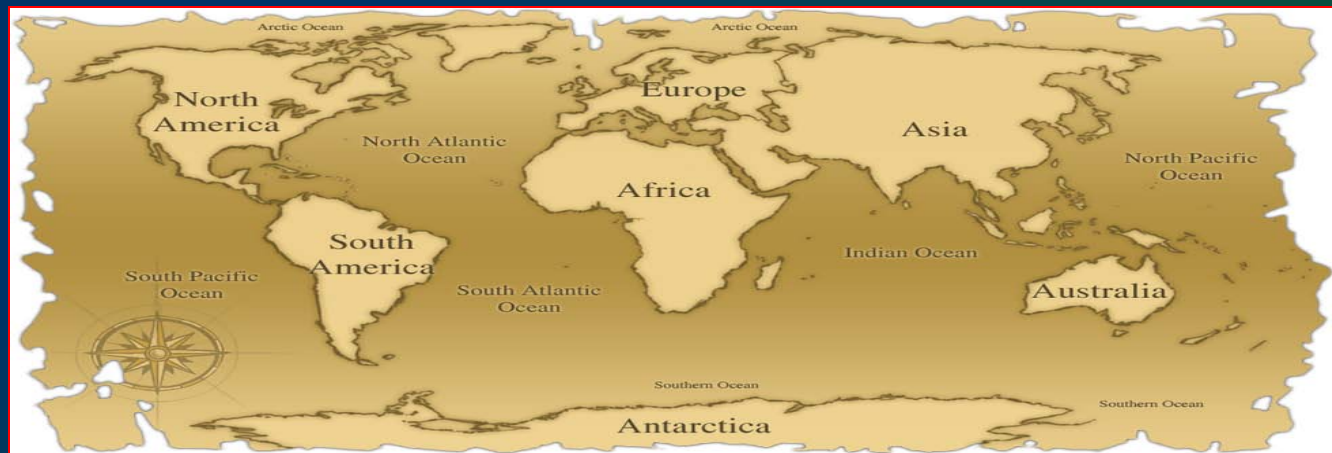 Arctic Ocean
Arctic Ocean
North
America
Europe
Asia
North Atlantic
Ocean
North Pacific
Ocean
Africa
South
America
Indian Ocean
South Pacific
Ocean
South Atlantic
Ocean
Australia
Southern Ocean
Southern Ocean
Antarctica